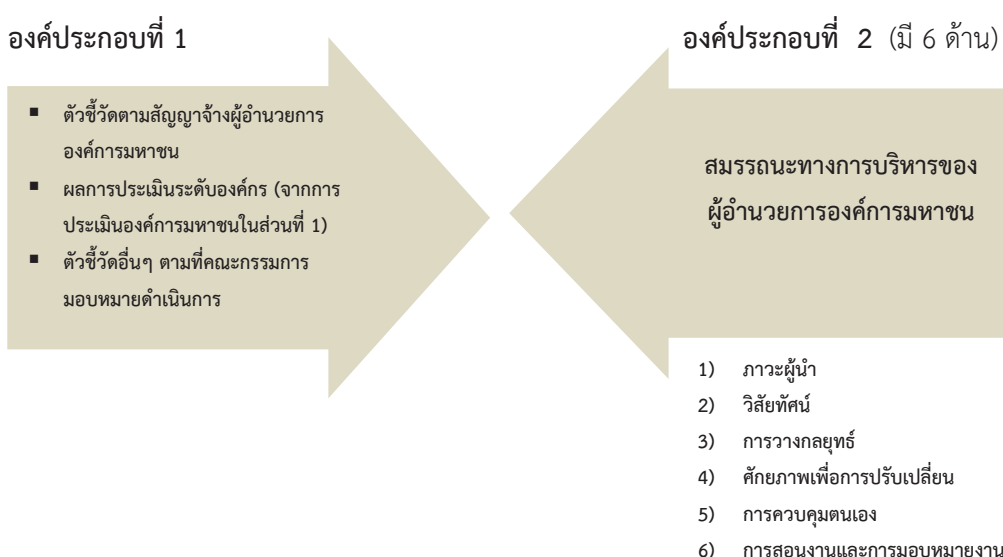 องค์ประกอบที่ 1
▪ ตัวชี้วัดตามสัญญาจ้างผู้อำนวยการ
องค์การมหาชน
▪ ผลการประเมินระดับองค์กร (จากการ
ประเมินองค์การมหาชนในส่วนที่ 1)
▪ ตัวชี้วัดอื่นๆ ตามที่คณะกรรมการ
มอบหมายดำเนินการ
องค์ประกอบที่ 2 (มี 6 ด้าน)
สมรรถนะทางการบริหารของ
ผู้อำนวยการองค์การมหาชน
1) ภาวะผู้นำ
2) วิสัยทัศน์
3) การวางกลยุทธ์
4) ศักยภาพเพื่อการปรับเปลี่ยน
5) การควบคุมตนเอง
6) การสอนงานและการมอบหมายงาน